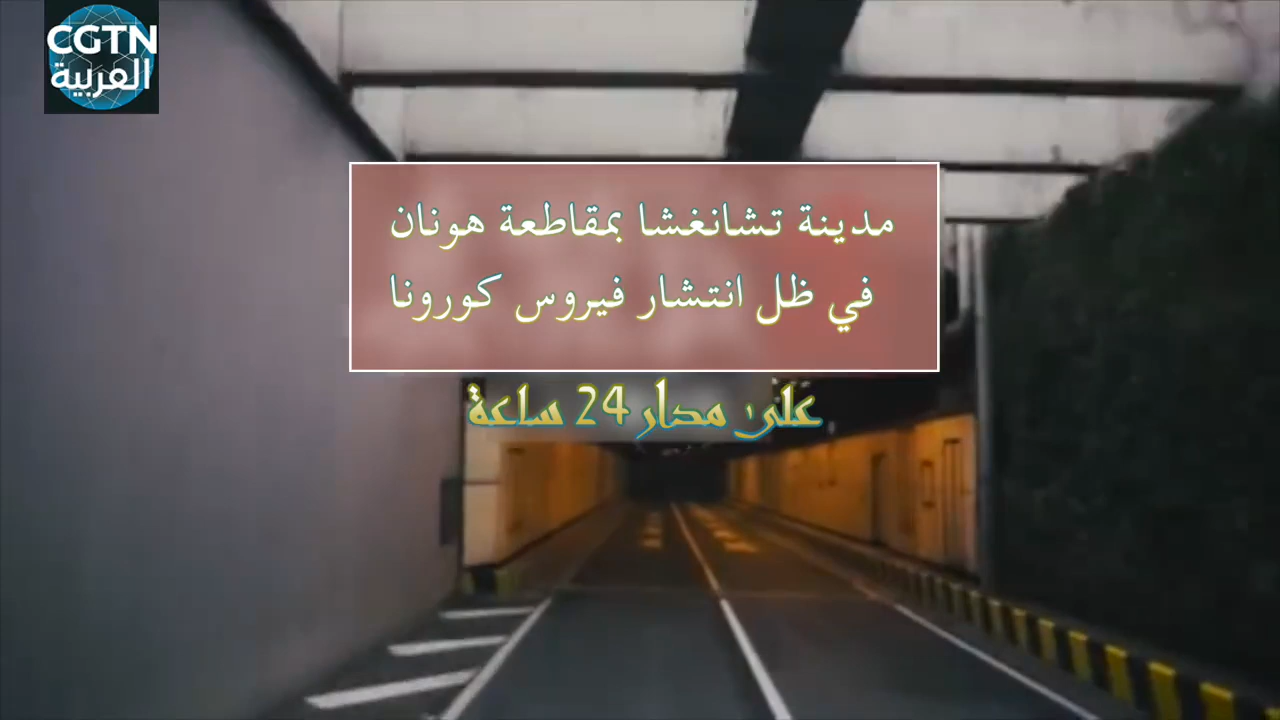 CGTN
العربية
مدينة تشانغشا بمقاطعة هونان
في ظل انتشار فيروس كورونا
على مدار 24 ساعة